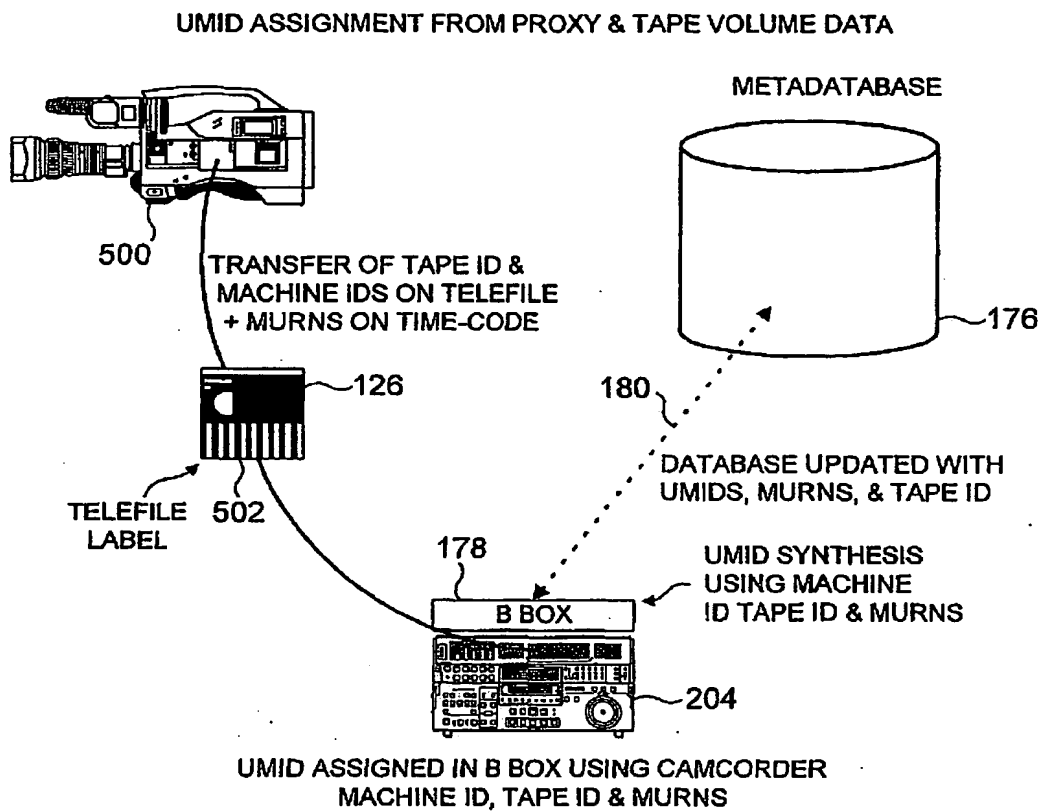 UMID ASSIGNMENT FROM PROXY & TAPE VOLUME DATA
METADATABASE
500
TRANSFER OF TAPE ID &
MACHINE IDS ON TELEFILE
+ MURNS ON TIME-CODE
176
126
180
DATABASE UPDATED WITH
UMIDS, MURNS, & TAPE ID
TELEFILE
LABEL
502
178
UMID SYNTHESIS
USING MACHINE
ID TAPE ID & MURNS
B BOX
204
UMID ASSIGNED IN B BOX USING CAMCORDER
MACHINE ID, TAPE ID & MURNS